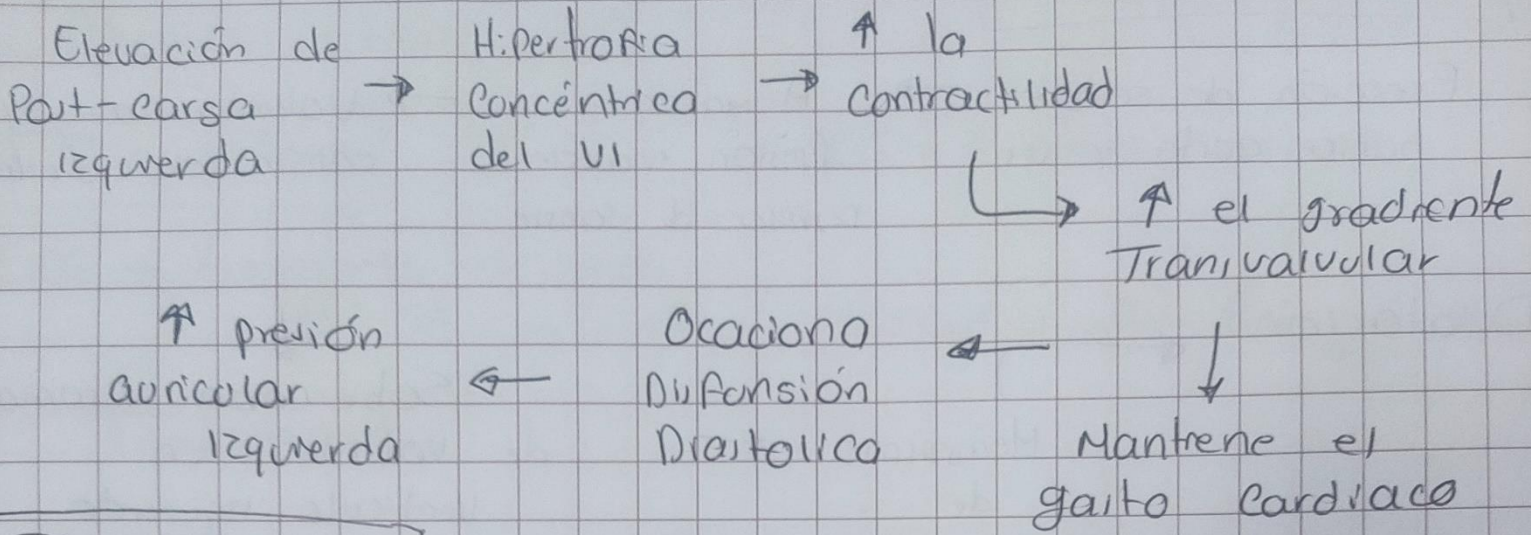 Elevación de
Post-carga
izquierda
→
Hipertrofia
Concéntrica
del VI
→
↑ la
Contractilidad
↑ el gradiente
Transvalvular
Mantiene el
gasto Cardiaco
←
Ocaciona
Disfunsión
Diastolica
←
↑ presión
auricular
Izquierda